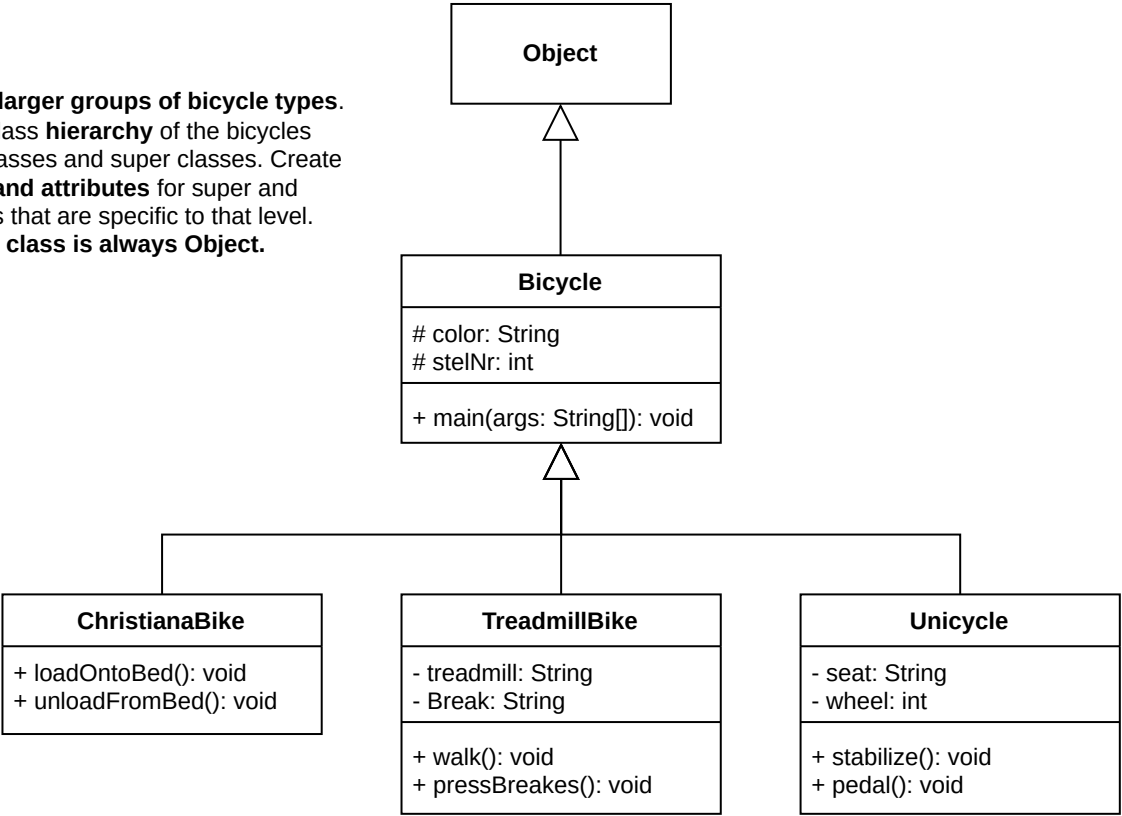 Object
larger groups of bicycle types.
lass hierarchy of the bicycles
asses and super classes. Create
and attributes for super and
s that are specific to that level.
class is always Object.
Bicycle
# color: String
# stelNr: int
+ main(args: String[]): void
ChristianaBike
+ loadOntoBed(): void
+ unloadFromBed(): void
TreadmillBike
- treadmill: String
- Break: String
+ walk(): void
+ pressBreakes(): void
Unicycle
- seat: String
- wheel: int
+ stabilize(): void
+ pedal(): void